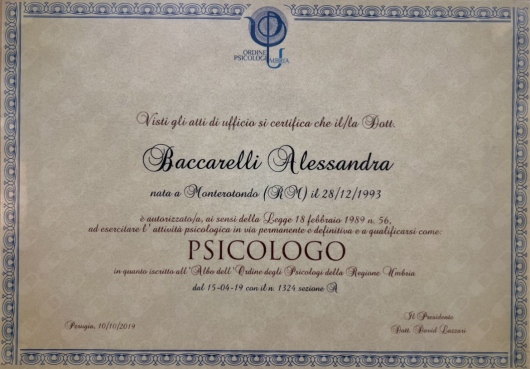 ORDINE
PSICOLOGI UMBRIA
Visti gli atti di ufficio si certifica che il/la Dott.
Baccarelli Alessandra
nata a Monterotondo (RM) il 28/12/1993
è autorizzato/a, ai sensi della Legge 18 febbraio 1989 n. 56,
ad esercitare l'attività psicologica in via permanente e definitiva e a qualificarsi come:
PSICOLOGO
in quanto iscritto all'Albo dell'Ordine degli Psicologi della Regione Umbria
dal 15-04-19 con il n. 1324 sezione A
Il Presidente
Perugia, 10/10/2019
Dott. David Lazzari